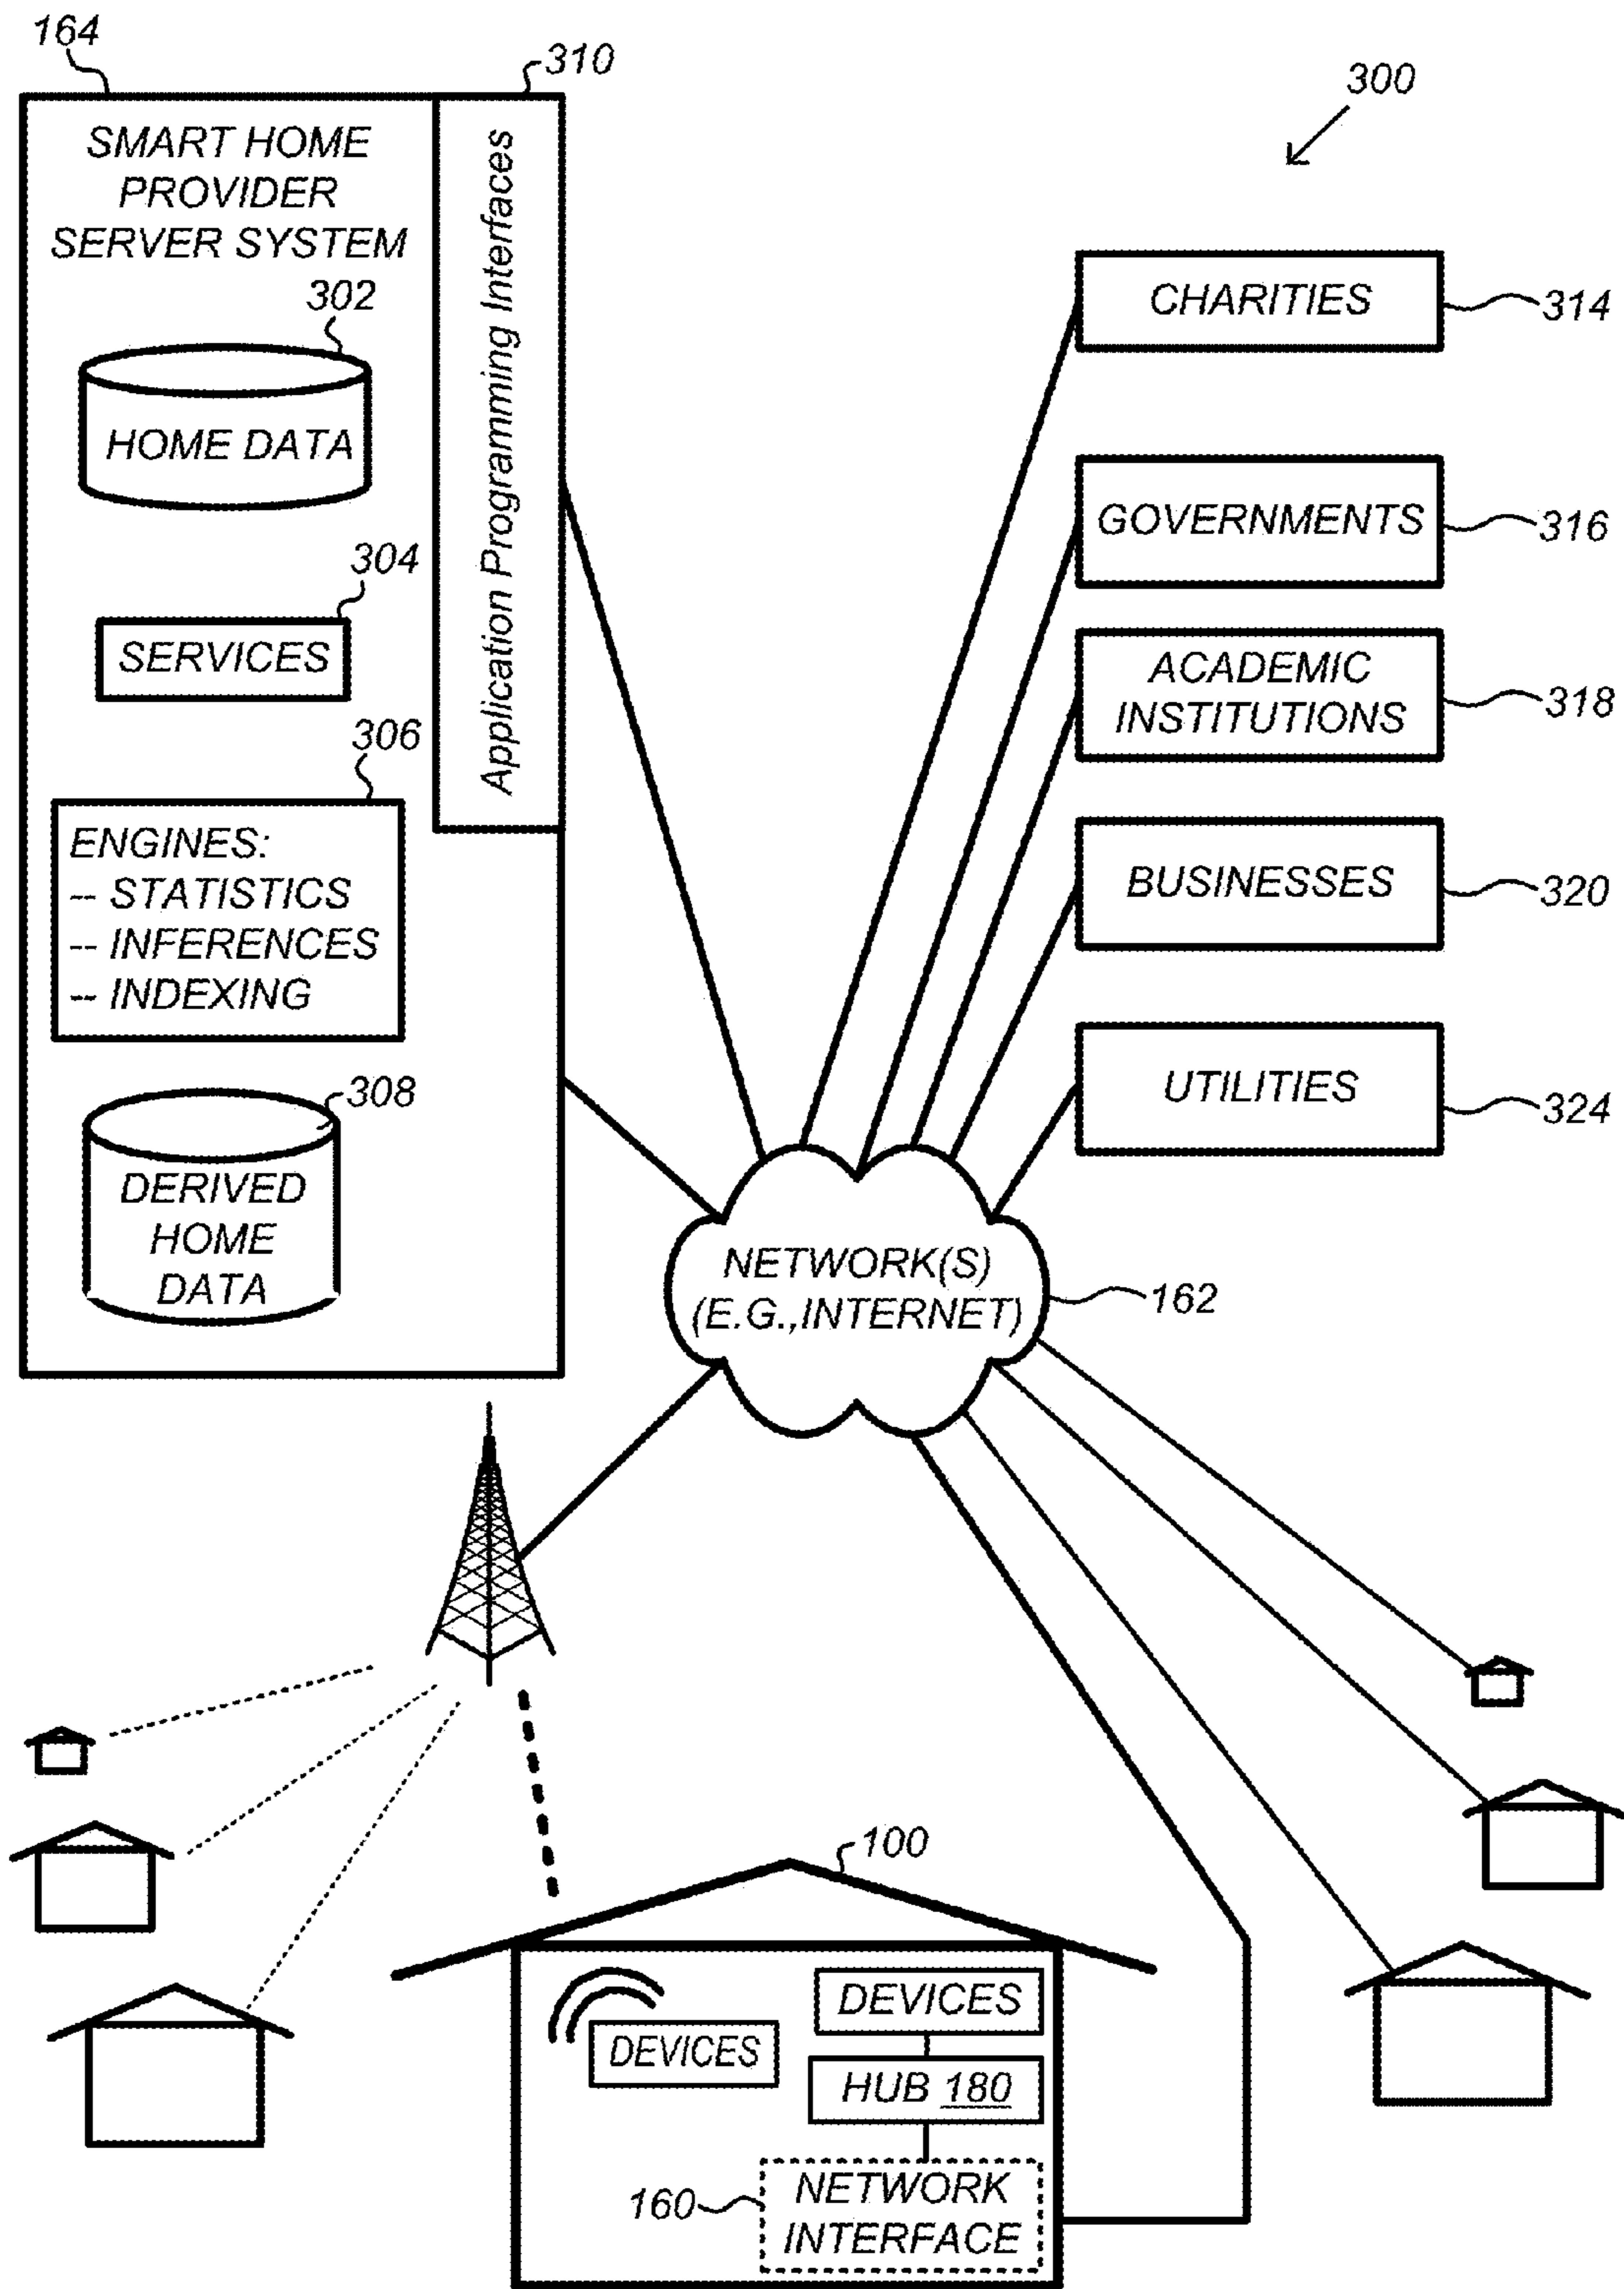 164
310
300
SMART HOME
PROVIDER
SERVER SYSTEM
Application Programming Interfaces
302
HOME DATA
304
SERVICES
306
ENGINES:
-- STATISTICS
-- INFERENCES
-- INDEXING
308
DERIVED
HOME
DATA
CHARITIES
314
GOVERNMENTS
316
ACADEMIC
INSTITUTIONS
318
BUSINESSES
320
UTILITIES
324
NETWORK(S)
(E.G.,INTERNET)
162
100
DEVICES
DEVICES
HUB 180
160
NETWORK
INTERFACE